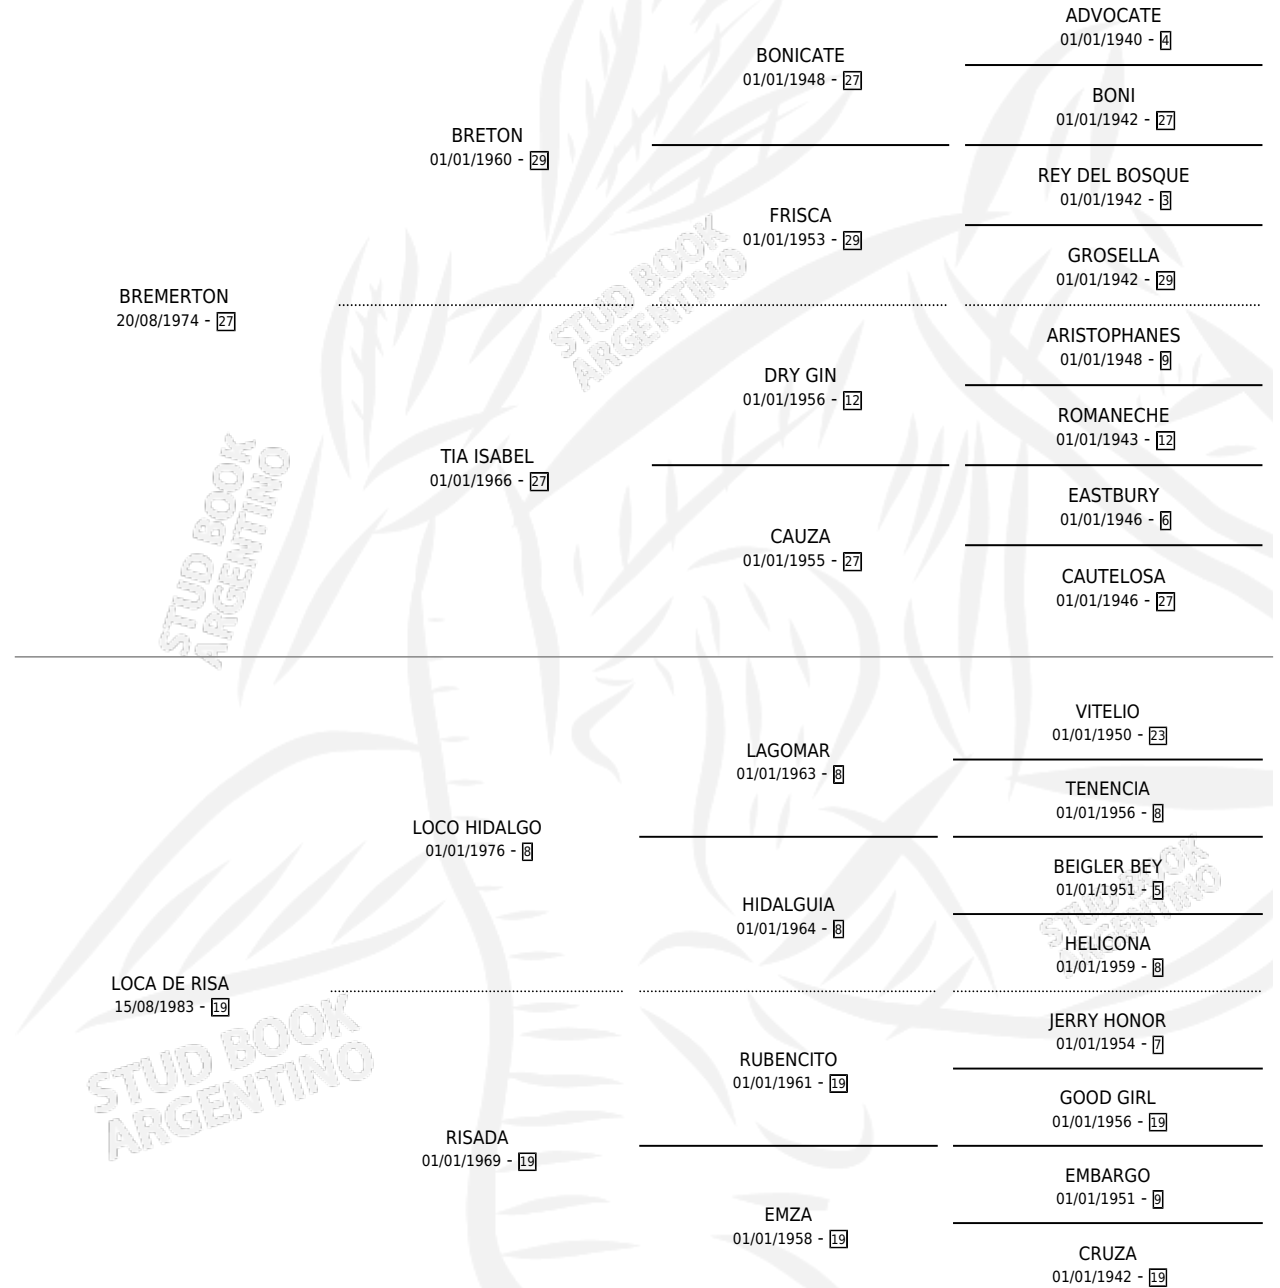 ADVOCATE
01/01/1940 - 4
BONICATE
01/01/1948 - 27
BONI
01/01/1942 - 27
BRETON
01/01/1960 - 29
REY DEL BOSQUE
01/01/1942 - 3
FRISCA
01/01/1953 - 29
GROSELLA
01/01/1942 - 29
BREMERTON
20/08/1974 - 27
STUD BOOK
ARGENTINO
ARISTOPHANES
01/01/1948 - 9
DRY GIN
01/01/1956 - 12
ROMANECHE
01/01/1943 - 12
TIA ISABEL
01/01/1966 - 27
EASTBURY
01/01/1946 - 6
CAUZA
01/01/1955 - 27
CAUTELOSA
01/01/1946 - 27
STUD BOOK
ARGENTINO
VITELIO
01/01/1950 - 23
LAGOMAR
01/01/1963 - 8
TENENCIA
01/01/1956 - 8
LOCO HIDALGO
01/01/1976 - 8
BEIGLER BEY
01/01/1951 - 5
HIDALGUIA
01/01/1964 - 8
STUD BOOK
ARGENTINO
HELICONA
01/01/1959 - 8
LOCA DE RISA
15/08/1983 - 19
JERRY HONOR
01/01/1954 - 7
RUBENCITO
01/01/1961 - 19
GOOD GIRL
01/01/1956 - 19
STUD BOOK
ARGENTINO
RISADA
01/01/1969 - 19
EMBARGO
01/01/1951 - 9
EMZA
01/01/1958 - 19
CRUZA
01/01/1942 - 19